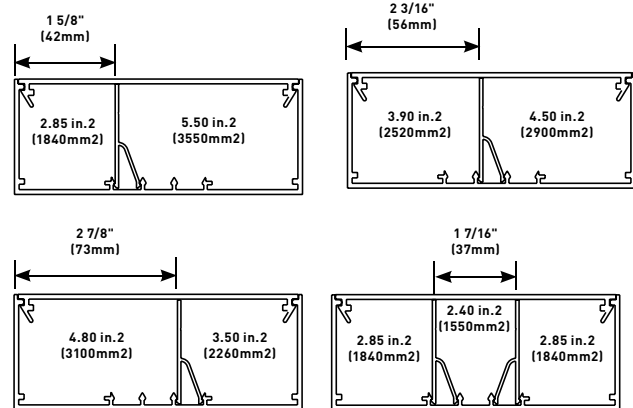 1 5/8"
(42mm)
2.85 in.2
(1840mm2)
5.50 in.2
(3550mm2)
2 3/16"
(56mm)
3.90 in.2
(2520mm2)
4.50 in.2
(2900mm2)
2 7/8"
(73mm)
4.80 in.2
(3100mm2)
3.50 in.2
(2260mm2)
1 7/16"
(37mm)
2.85 in.2
(1840mm2)
2.40 in.2
(1550mm2)
2.85 in.2
(1840mm2)